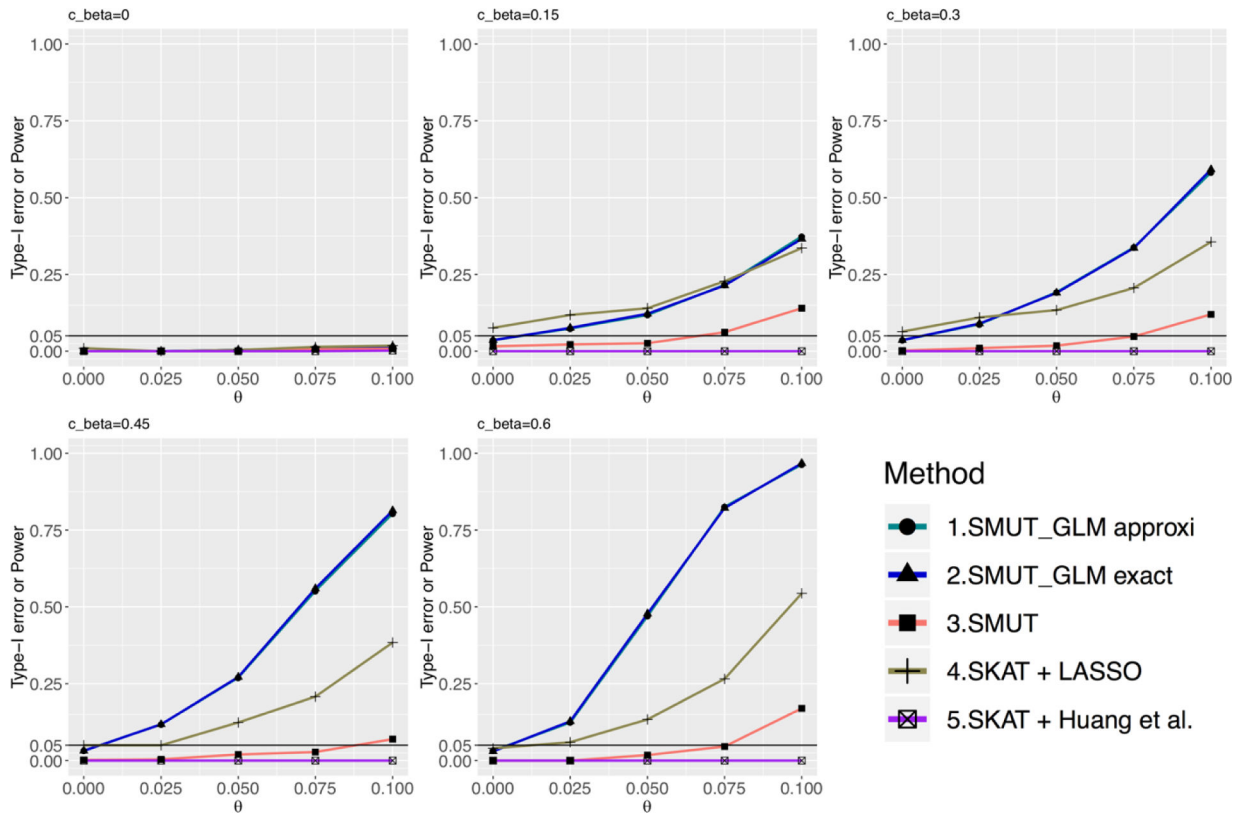 c_beta=0
1.00
0.75
0.50
0.25
0.05
0.00
Type-I error or Power
0.000 0.025 0.050 0.075 0.100
θ
c_beta=0.15
1.00
0.75
0.50
0.25
0.05
0.00
Type-I error or Power
0.000 0.025 0.050 0.075 0.100
θ
c_beta=0.3
1.00
0.75
0.50
0.25
0.05
0.00
Type-I error or Power
0.000 0.025 0.050 0.075 0.100
θ
c_beta=0.45
1.00
0.75
0.50
0.25
0.05
0.00
Type-I error or Power
0.000 0.025 0.050 0.075 0.100
θ
c_beta=0.6
1.00
0.75
0.50
0.25
0.05
0.00
Type-I error or Power
0.000 0.025 0.050 0.075 0.100
θ
Method
1.SMUT_GLM approxi
2.SMUT_GLM exact
3.SMUT
4.SKAT + LASSO
5.SKAT + Huang et al.